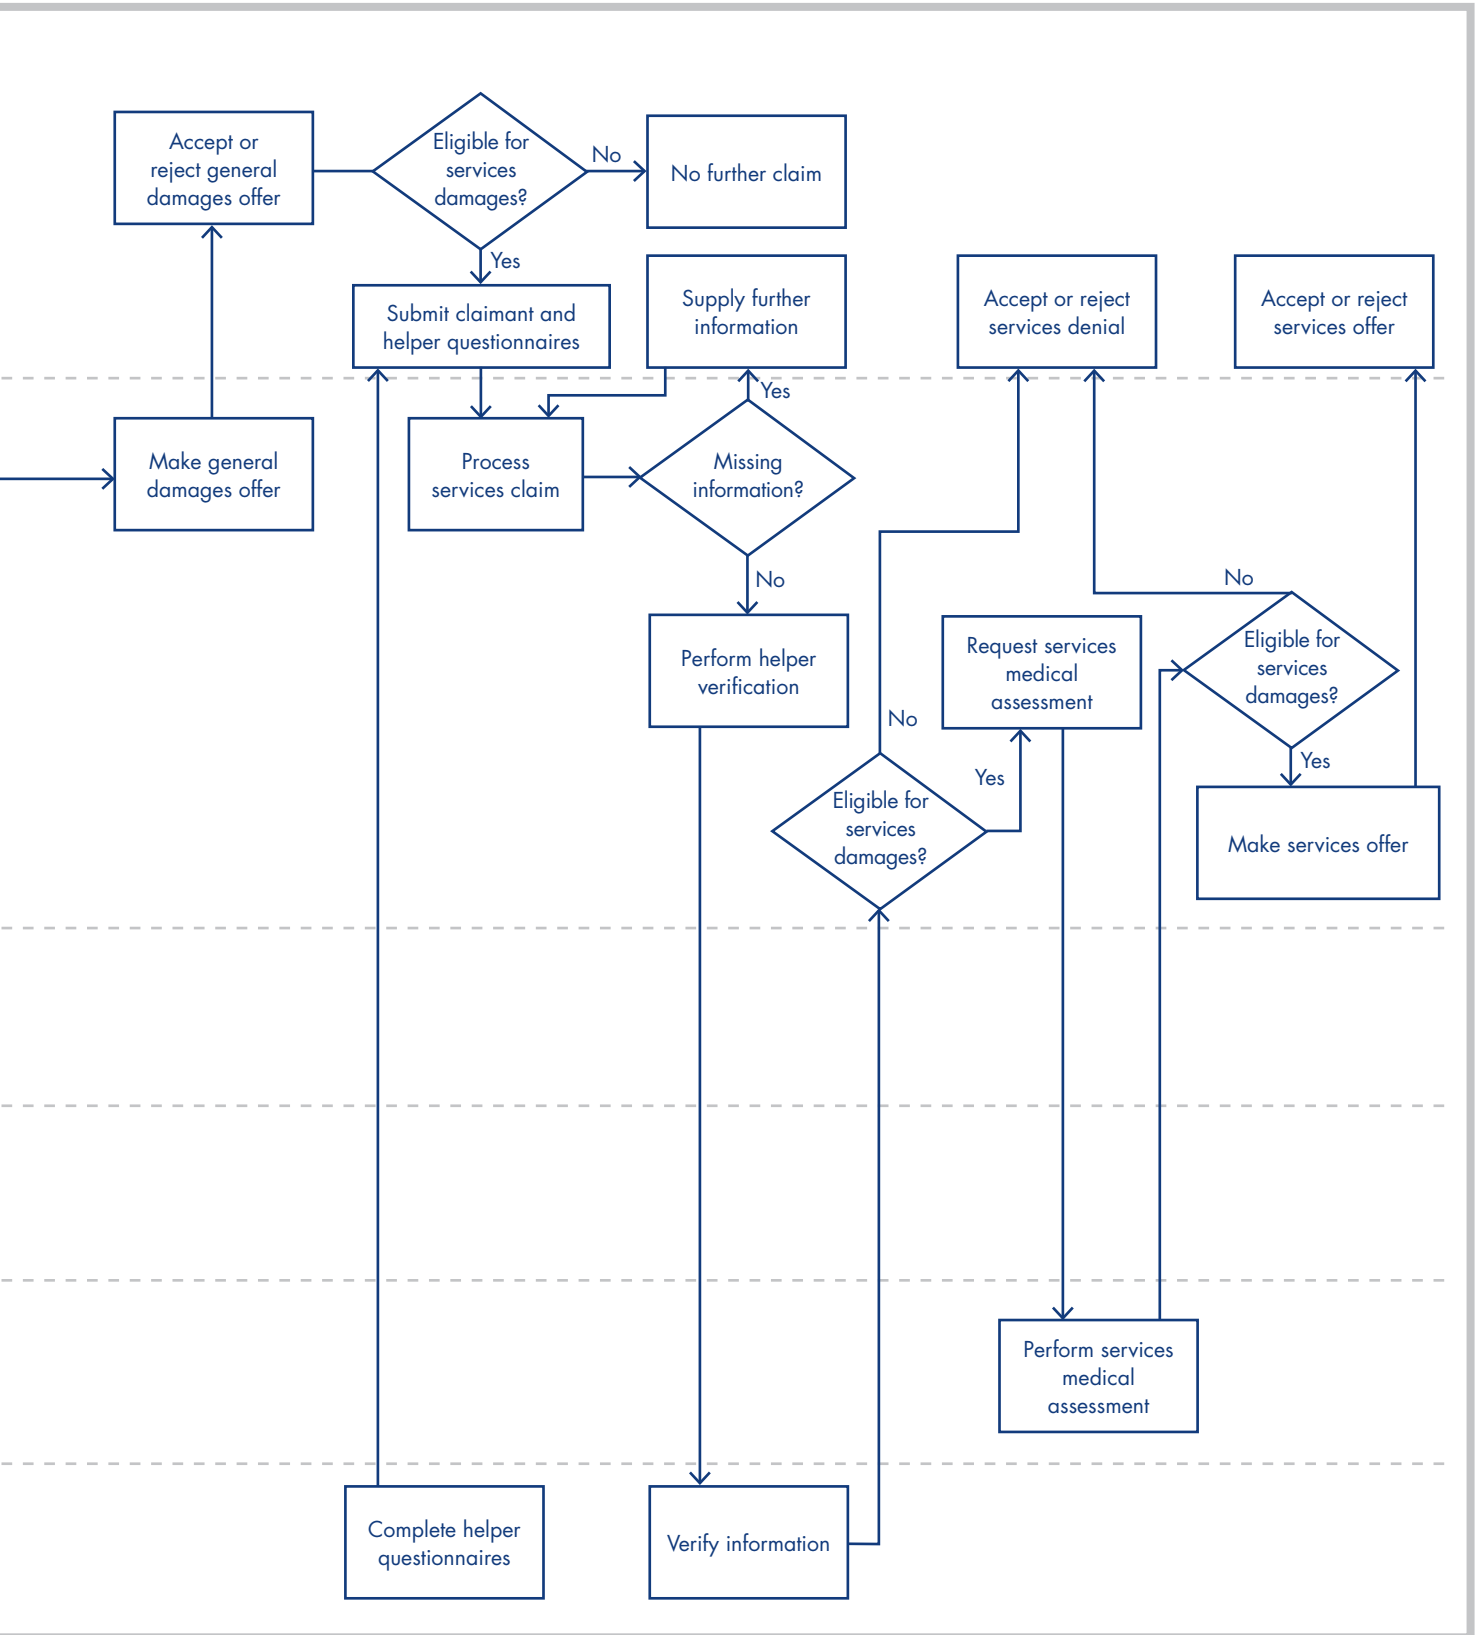 Accept or
reject general
damages offer
Eligible for
services
damages?
No
No further claim
Yes
Submit claimant and
helper questionnaires
Supply further
information
Accept or reject
services denial
Accept or reject
services offer
Yes
Make general
damages offer
Process
services claim
Missing
information?
No
No
Perform helper
verification
Request services
medical
assessment
Eligible for
services
damages?
No
Yes
Yes
Eligible for
services
damages?
Make services offer
Perform services
medical
assessment
Complete helper
questionnaires
Verify information